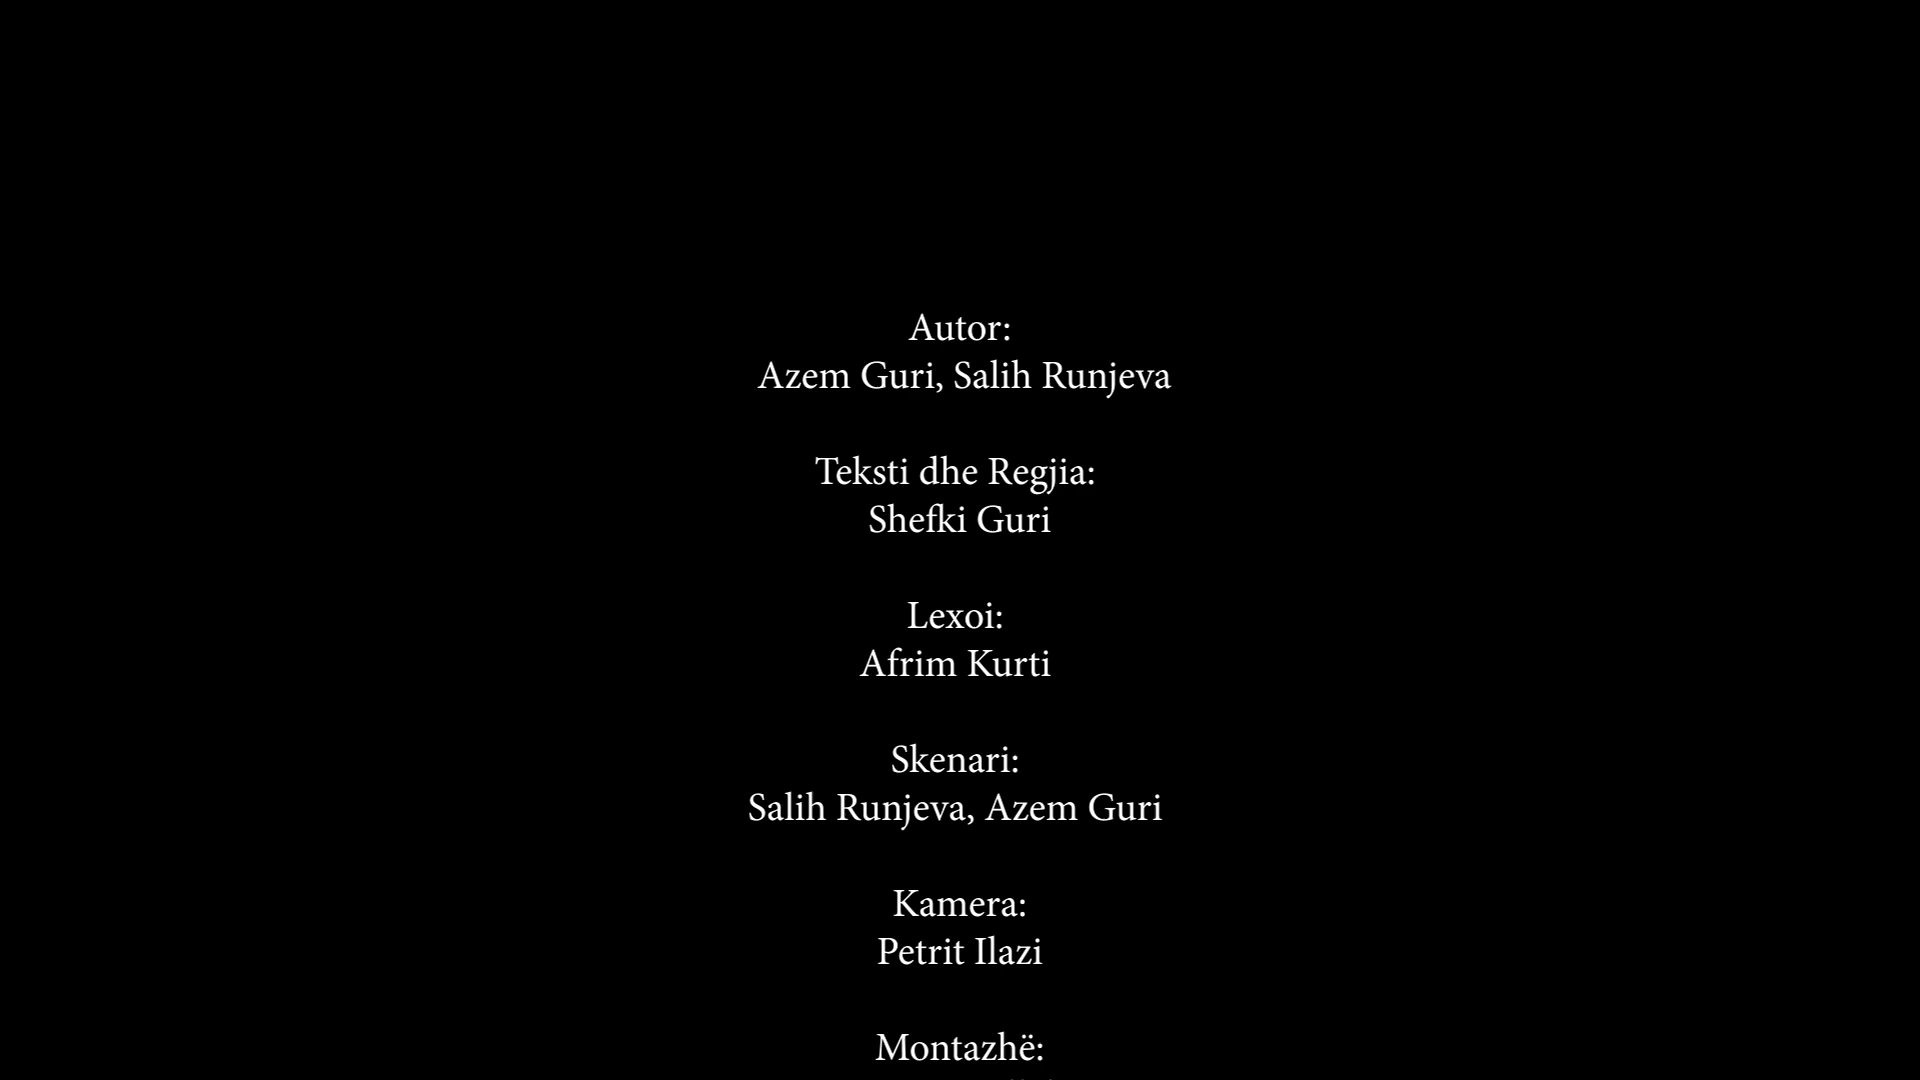 Autor:
Azem Guri, Salih Runjeva
Teksti dhe Regjia:
Shefki Guri
Lexoi:
Afrim Kurti
Skenari:
Salih Runjeva, Azem Guri
Kamera:
Petrit Ilazi
Montazhë: